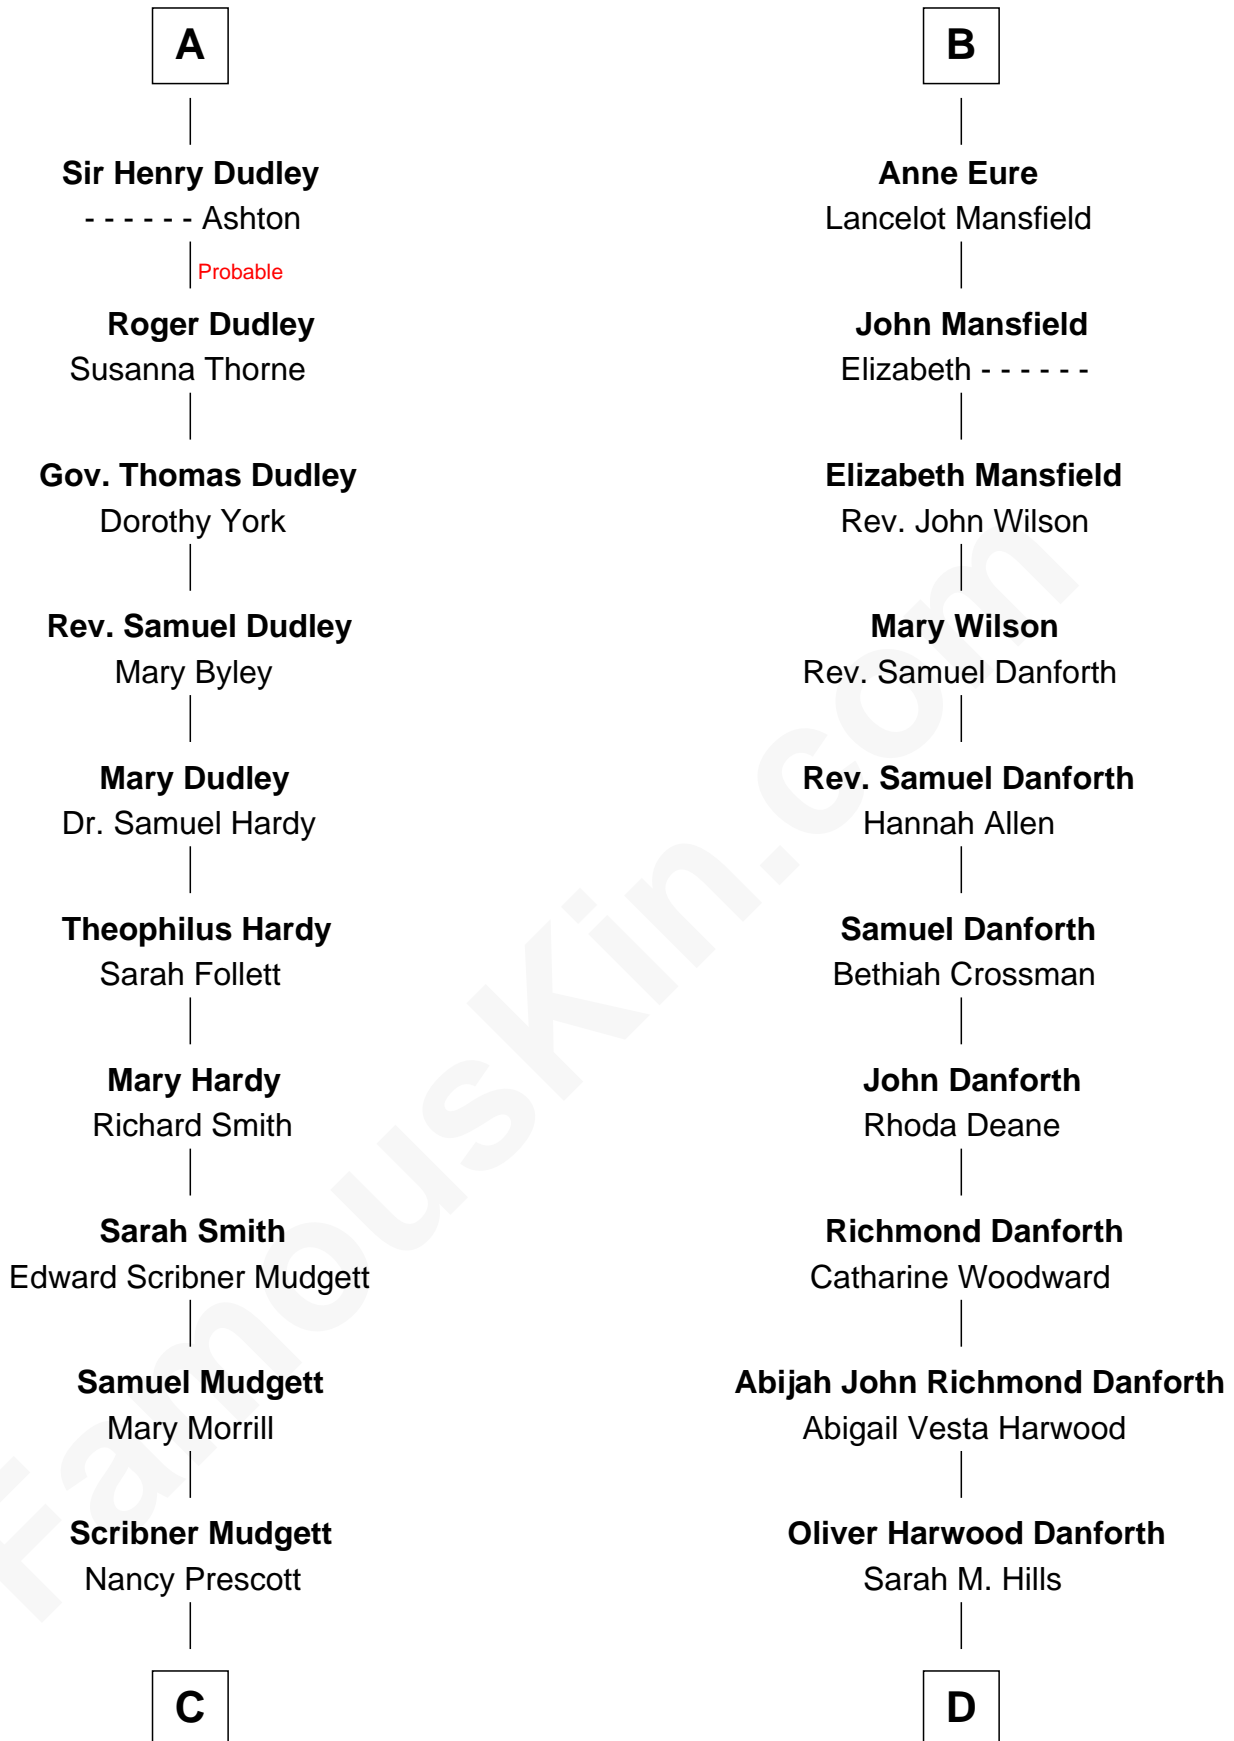 A
Sir Henry Dudley
- - - - - - Ashton
Probable
Roger Dudley
Susanna Thorne
Gov. Thomas Dudley
Dorothy York
Rev. Samuel Dudley
Mary Byley
Mary Dudley
Dr. Samuel Hardy
Theophilus Hardy
Sarah Follett
Mary Hardy
Richard Smith
Sarah Smith
Edward Scribner Mudgett
Samuel Mudgett
Mary Morrill
Scribner Mudgett
Nancy Prescott
C
B
Anne Eure
Lancelot Mansfield
John Mansfield
Elizabeth - - - - - -
Elizabeth Mansfield
Rev. John Wilson
Mary Wilson
Rev. Samuel Danforth
Rev. Samuel Danforth
Hannah Allen
Samuel Danforth
Bethiah Crossman
John Danforth
Rhoda Deane
Richmond Danforth
Catharine Woodward
Abijah John Richmond Danforth
Abigail Vesta Harwood
Oliver Harwood Danforth
Sarah M. Hills
D
FamousKin.com